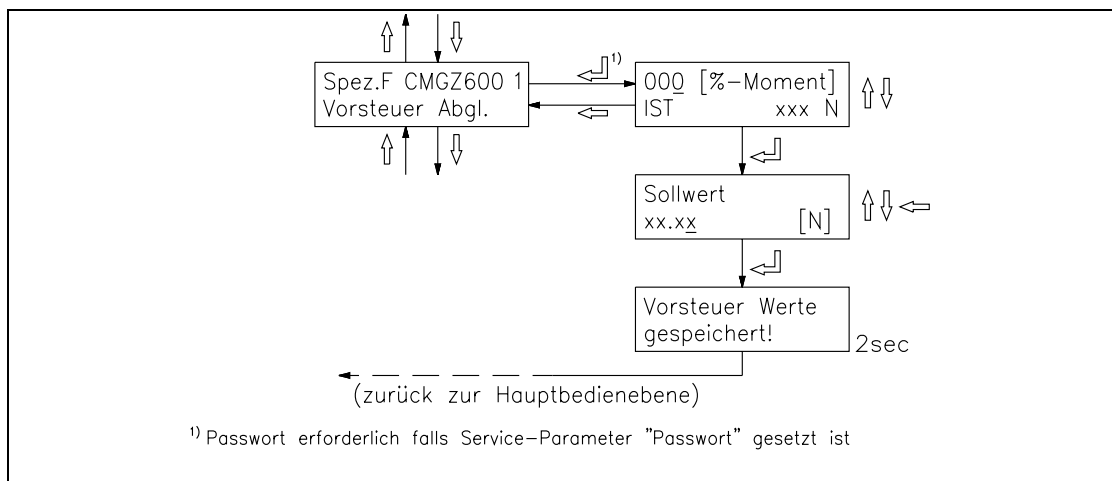 Spez.F CMGZ600 1
Vorsteuer Abgl.
1)
000 [%-Moment]
IST xxx N
Sollwert
xx.xx [N]
Vorsteuer Werte
gespeichert!
2sec
(zurück zur Hauptbedienebene)
1) Passwort erforderlich falls Service-Parameter "Passwort" gesetzt ist